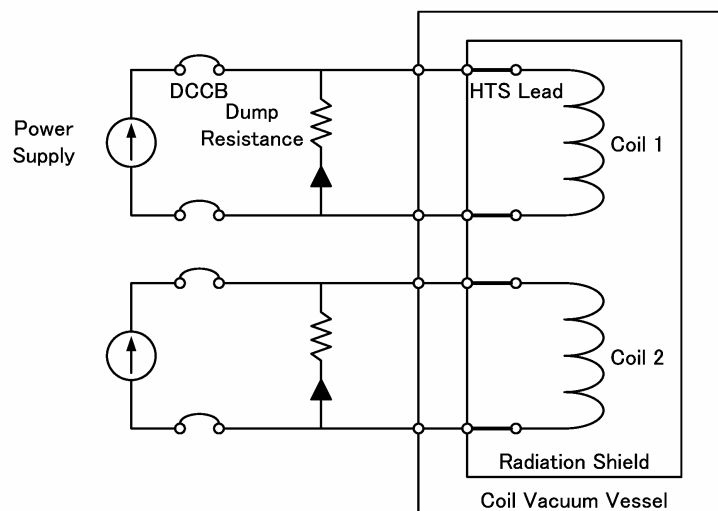 DCCB
HTS Lead
Dump
Resistance
Power
Supply
Coil 1
Coil 2
Radiation Shield
Coil Vacuum Vessel